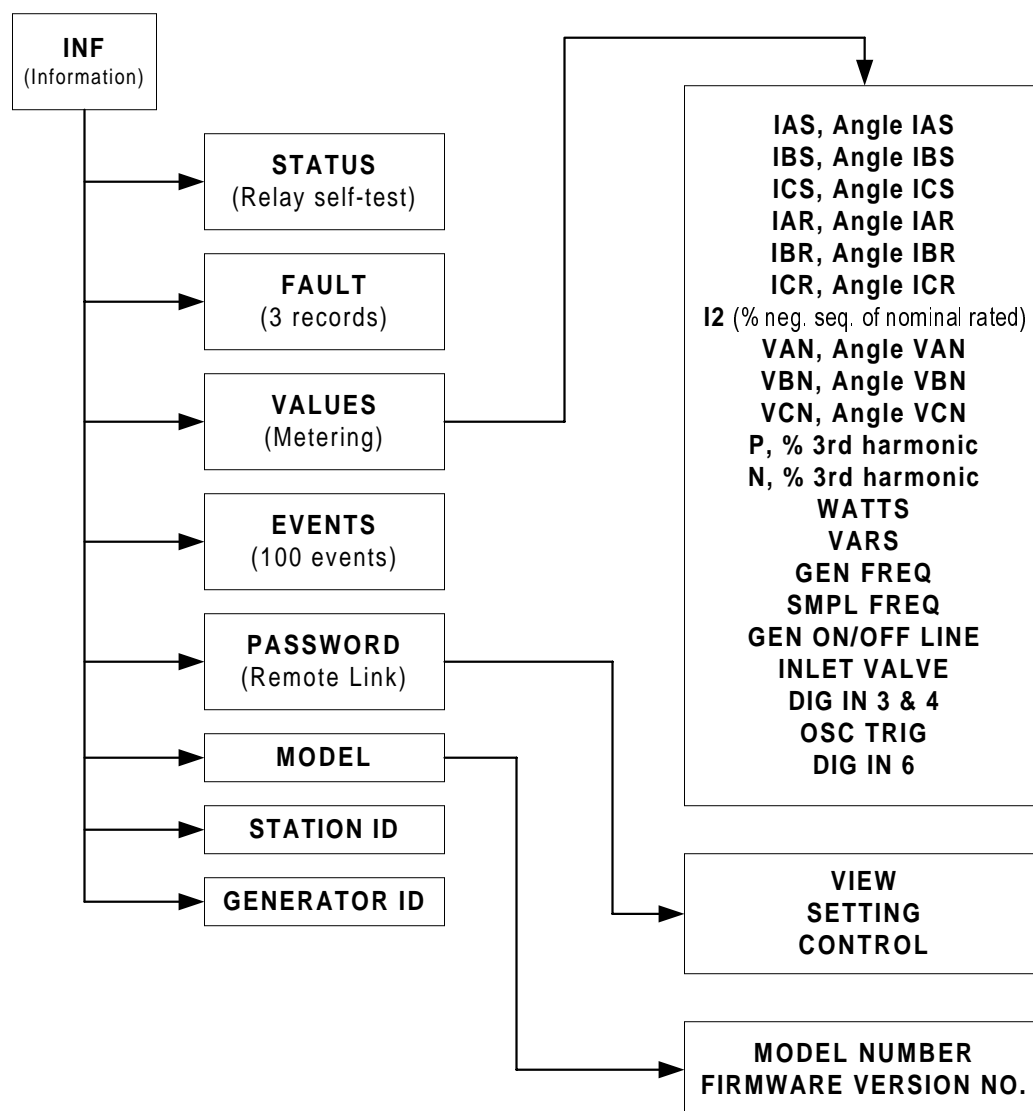 INF
(Information)
STATUS
(Relay self-test)
FAULT
(3 records)
VALUES
(Metering)
EVENTS
(100 events)
PASSWORD
(Remote Link)
MODEL
STATION ID
GENERATOR ID
IAS, Angle IAS
IBS, Angle IBS
ICS, Angle ICS
IAR, Angle IAR
IBR, Angle IBR
ICR, Angle ICR
I2 (% neg. seq. of nominal rated)
VAN, Angle VAN
VBN, Angle VBN
VCN, Angle VCN
P, % 3rd harmonic
N, % 3rd harmonic
WATTS
VARS
GEN FREQ
SMPL FREQ
GEN ON/OFF LINE
INLET VALVE
DIG IN 3 & 4
OSC TRIG
DIG IN 6
VIEW
SETTING
CONTROL
MODEL NUMBER
FIRMWARE VERSION NO.